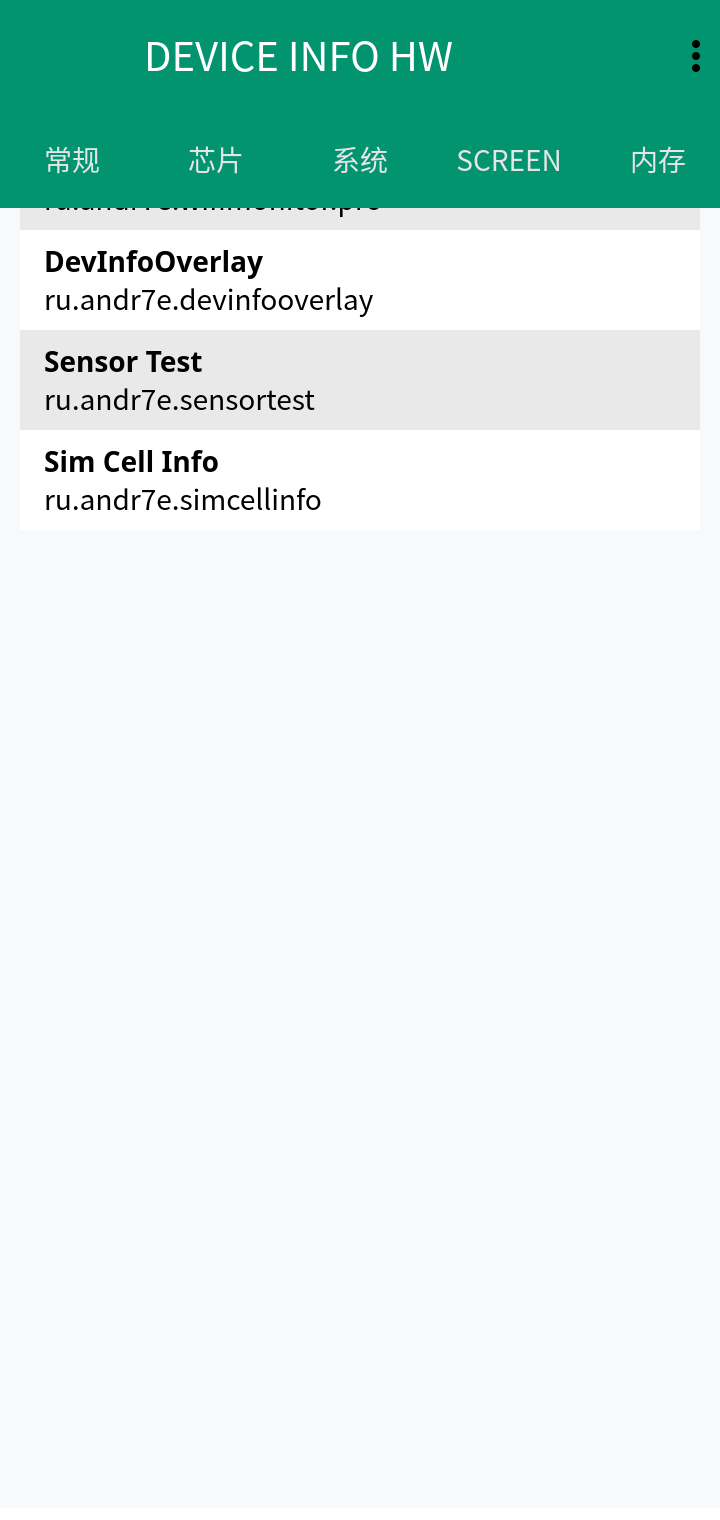 DEVICE INFO HW
常规
芯片
系统
SCREEN
内存
DevInfoOverlay
ru.andr7e.devinfooverlay
Sensor Test
ru.andr7e.sensortest
Sim Cell Info
ru.andr7e.simcellinfo